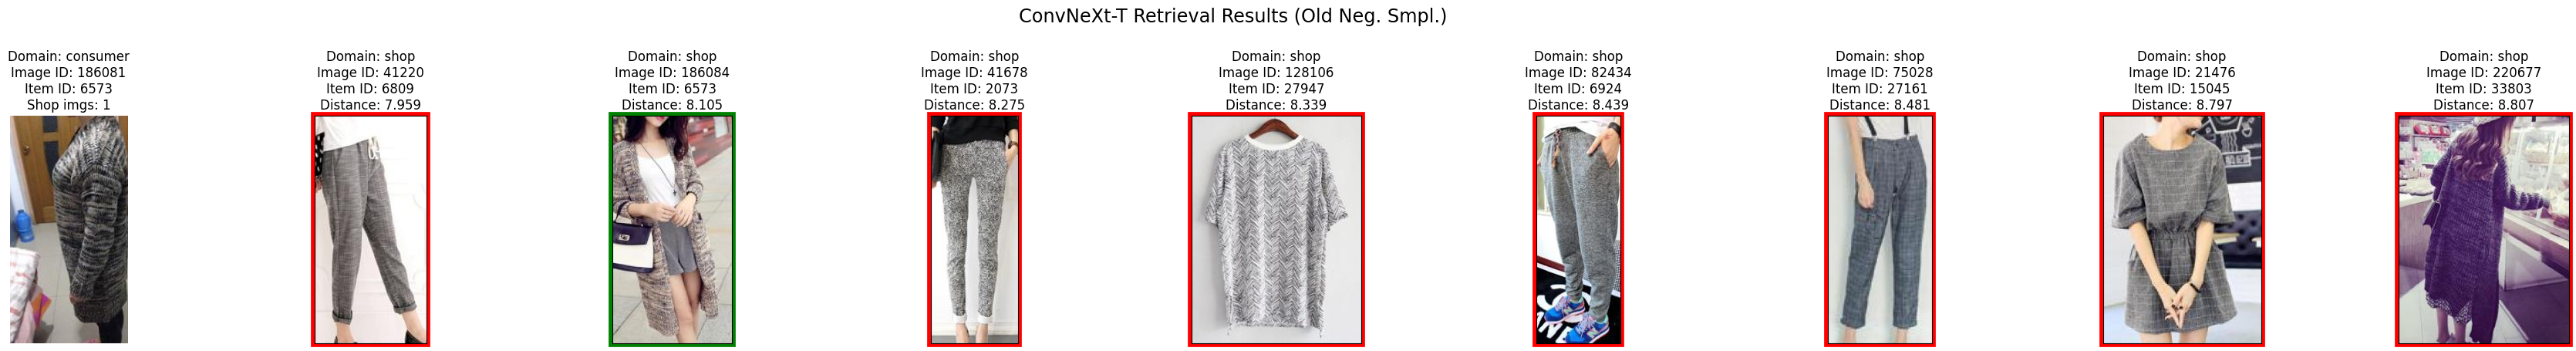 ConvNeXt-T Retrieval Results (Old Neg. Smpl.)
Domain: consumer
Image ID: 186081
Item ID: 6573
Shop imgs: 1
Domain: shop
Image ID: 41220
Item ID: 6809
Distance: 7.959
Domain: shop
Image ID: 186084
Item ID: 6573
Distance: 8.105
Domain: shop
Image ID: 41678
Item ID: 2073
Distance: 8.275
Domain: shop
Image ID: 128106
Item ID: 27947
Distance: 8.339
Domain: shop
Image ID: 82434
Item ID: 6924
Distance: 8.439
Domain: shop
Image ID: 75028
Item ID: 27161
Distance: 8.481
Domain: shop
Image ID: 21476
Item ID: 15045
Distance: 8.797
Domain: shop
Image ID: 220677
Item ID: 33803
Distance: 8.807